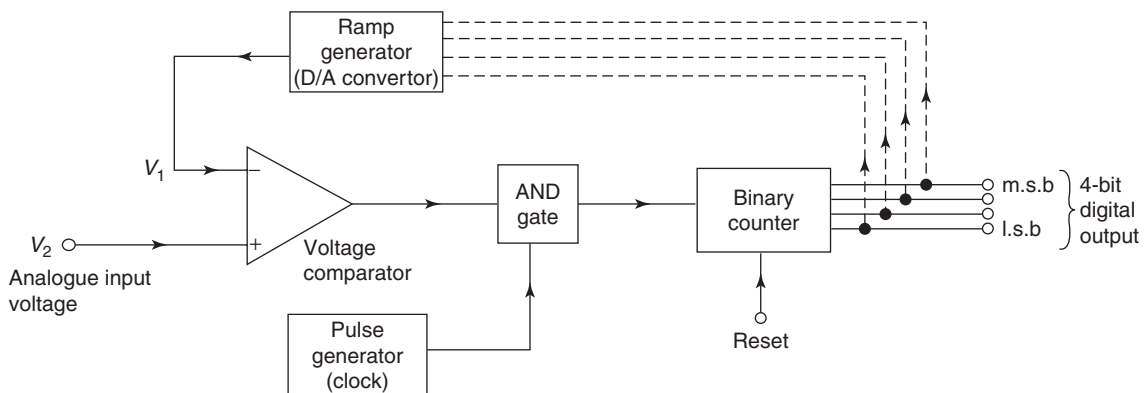 Ramp
generator
(D/A convertor)
V₁
−
V₂
+
Analogue input
voltage
Voltage
comparator
AND
gate
Pulse
generator
(clock)
Binary
counter
Reset
m.s.b
l.s.b
4-bit
digital
output